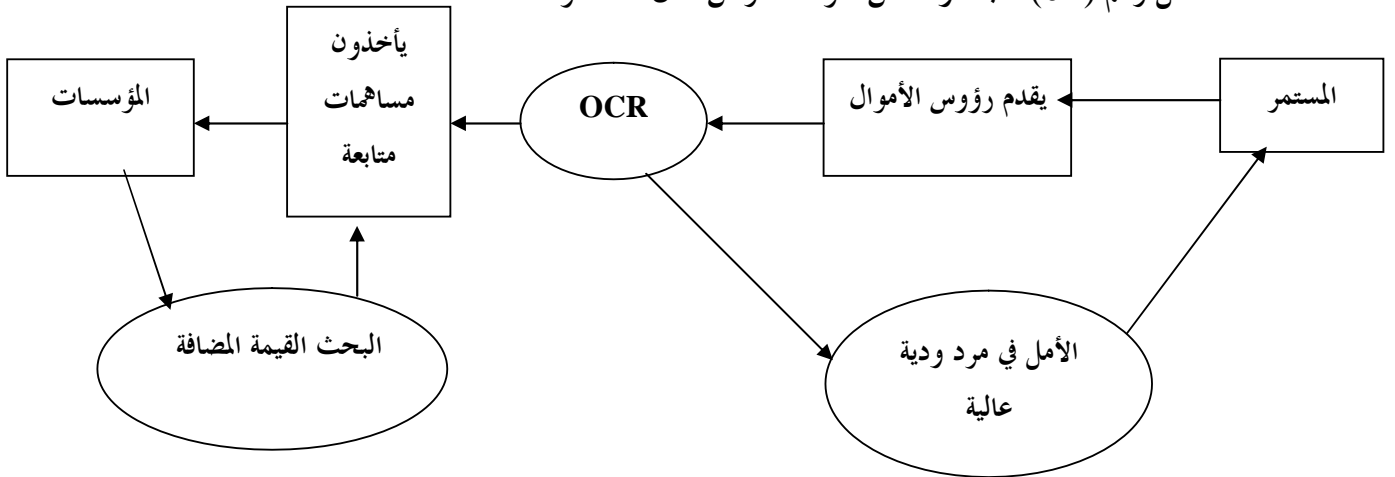 المستمر
يقدم رؤوس الأموال
OCR
يأخذون
مساهمات
متابعة
المؤسسات
الأمل في مرد ودية
عالية
البحث القيمة المضافة